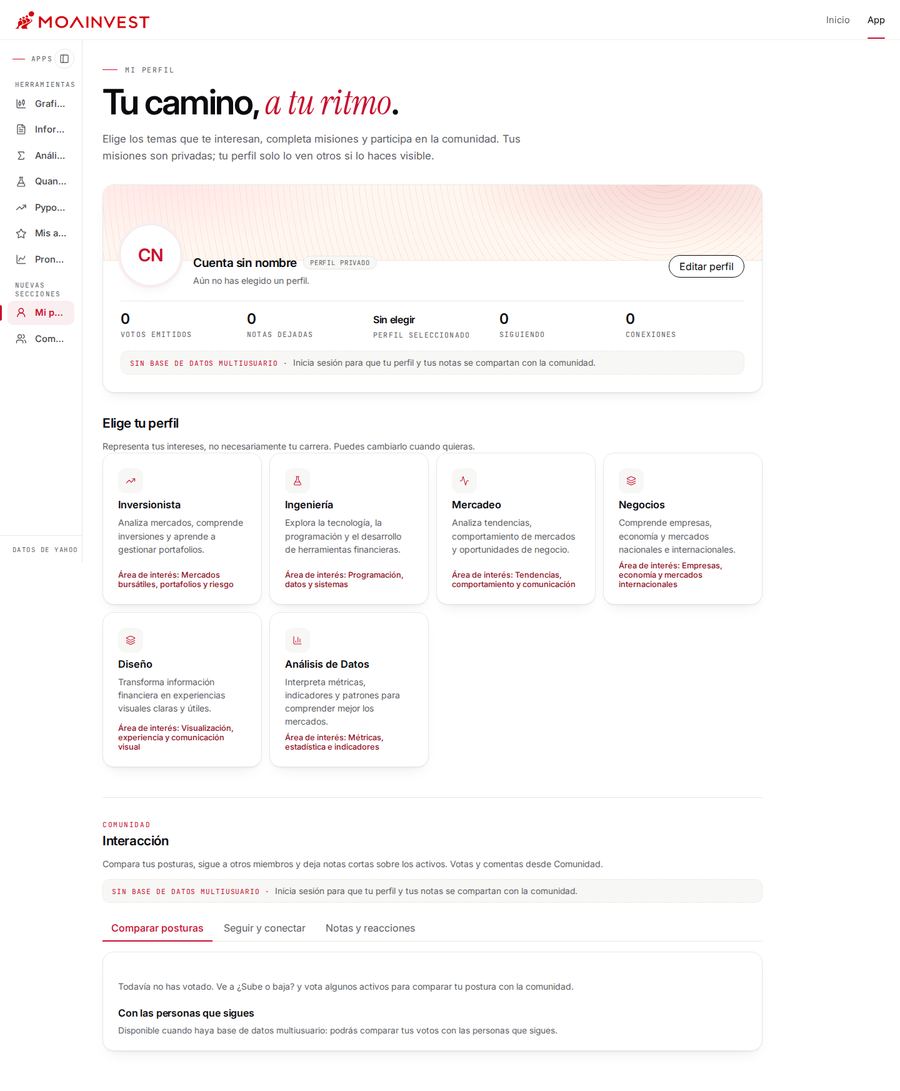 MOAINVEST
Inicio
App
APPS
HERRAMIENTAS
Grafi...
Infor...
Análi...
Quan...
Pypo...
Mis a...
Pron...
NUEVAS
SECCIONES
Mi p...
Com...
DATOS DE YAHOO
MI PERFIL
Tu camino, a tu ritmo.
Elige los temas que te interesan, completa misiones y participa en la comunidad. Tus
misiones son privadas; tu perfil solo lo ven otros si lo haces visible.
CN
Cuenta sin nombre
PERFIL PRIVADO
Aún no has elegido un perfil.
Editar perfil
0
VOTOS EMITIDOS
0
NOTAS DEJADAS
Sin elegir
PERFIL SELECCIONADO
0
SIGUIENDO
0
CONEXIONES
SIN BASE DE DATOS MULTIUSUARIO · Inicia sesión para que tu perfil y tus notas se compartan con la comunidad.
Elige tu perfil
Representa tus intereses, no necesariamente tu carrera. Puedes cambiarlo cuando quieras.
Inversionista
Analiza mercados, comprende
inversiones y aprende a
gestionar portafolios.
Área de interés: Mercados
bursátiles, portafolios y riesgo
Ingeniería
Explora la tecnología, la
programación y el desarrollo
de herramientas financieras.
Área de interés: Programación,
datos y sistemas
Mercadeo
Analiza tendencias,
comportamiento de mercados
y oportunidades de negocio.
Área de interés: Tendencias,
comportamiento y comunicación
Negocios
Comprende empresas,
economía y mercados
nacionales e internacionales.
Área de interés: Empresas,
economía y mercados
internacionales
Diseño
Transforma información
financiera en experiencias
visuales claras y útiles.
Área de interés: Visualización,
experiencia y comunicación
visual
Análisis de Datos
Interpreta métricas,
indicadores y patrones para
comprender mejor los
mercados.
Área de interés: Métricas,
estadística e indicadores
COMUNIDAD
Interacción
Compara tus posturas, sigue a otros miembros y deja notas cortas sobre los activos. Votas y comentas desde Comunidad.
SIN BASE DE DATOS MULTIUSUARIO · Inicia sesión para que tu perfil y tus notas se compartan con la comunidad.
Comparar posturas
Seguir y conectar
Notas y reacciones
Todavía no has votado. Ve a ¿Sube o baja? y vota algunos activos para comparar tu postura con la comunidad.
Con las personas que sigues
Disponible cuando haya base de datos multiusuario: podrás comparar tus votos con las personas que sigues.